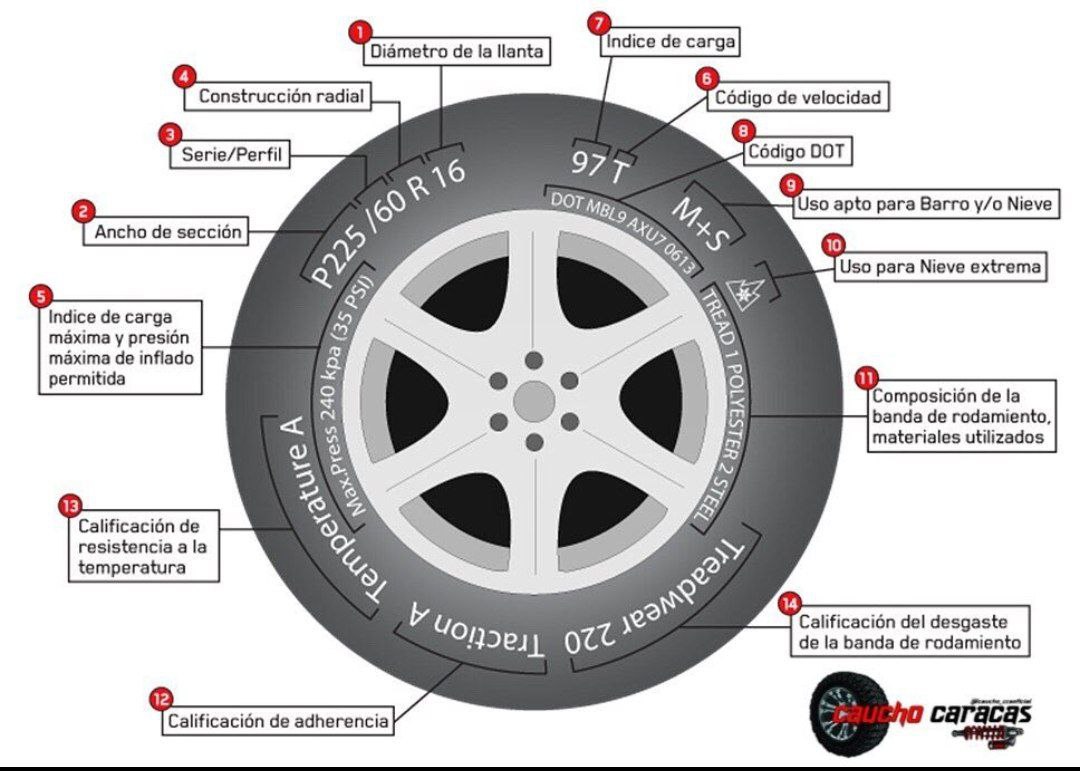 1
Diámetro de la llanta
7
Indice de carga
4
Construcción radial
6
Código de velocidad
3
Serie/Perfil
8
Código DOT
2
Ancho de sección
9
Uso apto para Barro y/o Nieve
10
Uso para Nieve extrema
5
Indice de carga
máxima y presión
máxima de inflado
permitida
11
Composición de la
banda de rodamiento,
materiales utilizados
13
Calificación de
resistencia a la
temperatura
14
Calificación del desgaste
de la banda de rodamiento
12
Calificación de adherencia
P225 /60 R 16
97 T
DOT MBL9 AXU7 0613
M+S
TREAD 1 POLYESTER 2 STEEL
Max.Press 240 kpa (35 PSI)
Temperature A
Traction A
Treadwear 220
caucho caracas